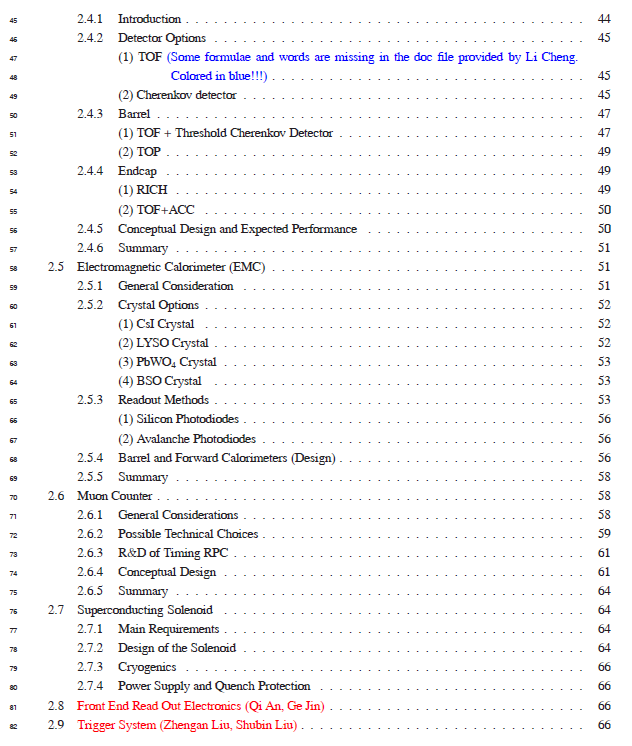 45 2.4.1 Introduction . . . . . . . . . . 44
46 2.4.2 Detector Options . . . . . . . . . . 45
47 (1) TOF (Some formulae and words are missing in the doc file provided by Li Cheng.
48 Colored in blue!!!) . . . . . . . . . . 45
49 (2) Cherenkov detector . . . . . . . . . . 45
50 2.4.3 Barrel . . . . . . . . . . 47
51 (1) TOF + Threshold Cherenkov Detector . . . . . . . . . . 47
52 (2) TOP . . . . . . . . . . 49
53 2.4.4 Endcap . . . . . . . . . . 49
54 (1) RICH . . . . . . . . . . 49
55 (2) TOF+ACC . . . . . . . . . . 50
56 2.4.5 Conceptual Design and Expected Performance . . . . . . . . . . 50
57 2.4.6 Summary . . . . . . . . . . 51
58 2.5 Electromagnetic Calorimeter (EMC) . . . . . . . . . . 51
59 2.5.1 General Consideration . . . . . . . . . . 51
60 2.5.2 Crystal Options . . . . . . . . . . 52
61 (1) CsI Crystal . . . . . . . . . . 52
62 (2) LYSO Crystal . . . . . . . . . . 52
63 (3) PbWO₄ Crystal . . . . . . . . . . 53
64 (4) BSO Crystal . . . . . . . . . . 53
65 2.5.3 Readout Methods . . . . . . . . . . 53
66 (1) Silicon Photodiodes . . . . . . . . . . 56
67 (2) Avalanche Photodiodes . . . . . . . . . . 56
68 2.5.4 Barrel and Forward Calorimeters (Design) . . . . . . . . . . 56
69 2.5.5 Summary . . . . . . . . . . 58
70 2.6 Muon Counter . . . . . . . . . . 58
71 2.6.1 General Considerations . . . . . . . . . . 58
72 2.6.2 Possible Technical Choices . . . . . . . . . . 59
73 2.6.3 R&D of Timing RPC . . . . . . . . . . 61
74 2.6.4 Conceptual Design . . . . . . . . . . 61
75 2.6.5 Summary . . . . . . . . . . 64
76 2.7 Superconducting Solenoid . . . . . . . . . . 64
77 2.7.1 Main Requirements . . . . . . . . . . 64
78 2.7.2 Design of the Solenoid . . . . . . . . . . 64
79 2.7.3 Cryogenics . . . . . . . . . . 66
80 2.7.4 Power Supply and Quench Protection . . . . . . . . . . 66
81 2.8 Front End Read Out Electronics (Qi An, Ge Jin) . . . . . . . . . . 66
82 2.9 Trigger System (Zhengan Liu, Shubin Liu) . . . . . . . . . . 66